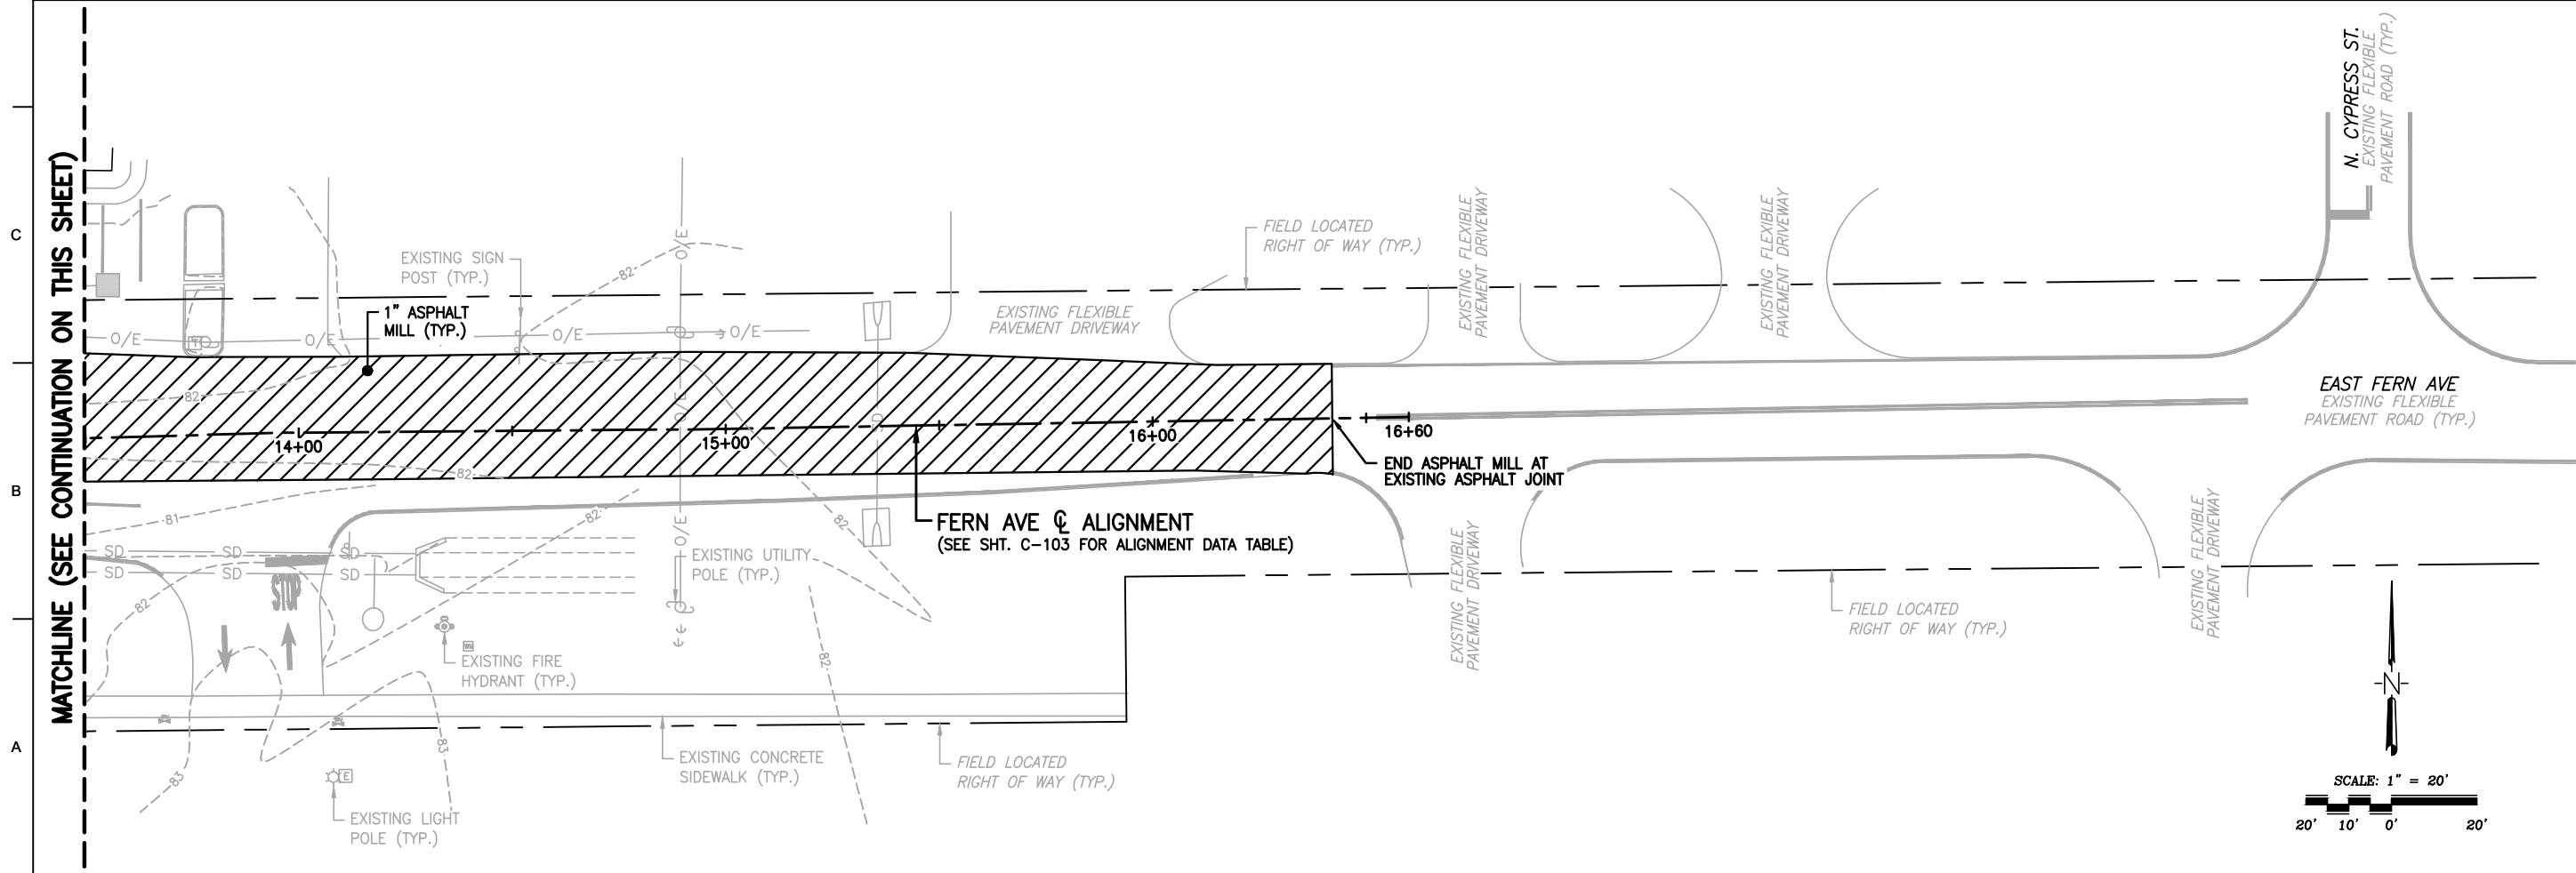 MATCHLINE (SEE CONTINUATION ON THIS SHEET)
C
B
A
N. CYPRESS ST.
EXISTING FLEXIBLE
PAVEMENT ROAD (TYP.)
EXISTING SIGN
POST (TYP.)
1" ASPHALT
MILL (TYP.)
82
O/E
O/E
O/E
O/E
O/E
EXISTING FLEXIBLE
PAVEMENT DRIVEWAY
FIELD LOCATED
RIGHT OF WAY (TYP.)
EXISTING FLEXIBLE
PAVEMENT DRIVEWAY
EXISTING FLEXIBLE
PAVEMENT DRIVEWAY
82
O/E
SD
14+00
15+00
16+00
16+60
EAST FERN AVE
EXISTING FLEXIBLE
PAVEMENT ROAD (TYP.)
82
END ASPHALT MILL AT
EXISTING ASPHALT JOINT
81
82
82
O/E
FERN AVE ℄ ALIGNMENT
(SEE SHT. C-103 FOR ALIGNMENT DATA TABLE)
SD
SD
SD
SD
SD
SD
STOP
82
EXISTING UTILITY
POLE (TYP.)
EXISTING FLEXIBLE
PAVEMENT DRIVEWAY
EXISTING FLEXIBLE
PAVEMENT DRIVEWAY
FIELD LOCATED
RIGHT OF WAY (TYP.)
EXISTING FIRE
HYDRANT (TYP.)
82
N
83
83
EXISTING CONCRETE
SIDEWALK (TYP.)
FIELD LOCATED
RIGHT OF WAY (TYP.)
E
EXISTING LIGHT
POLE (TYP.)
SCALE: 1" = 20'
20' 10' 0' 20'